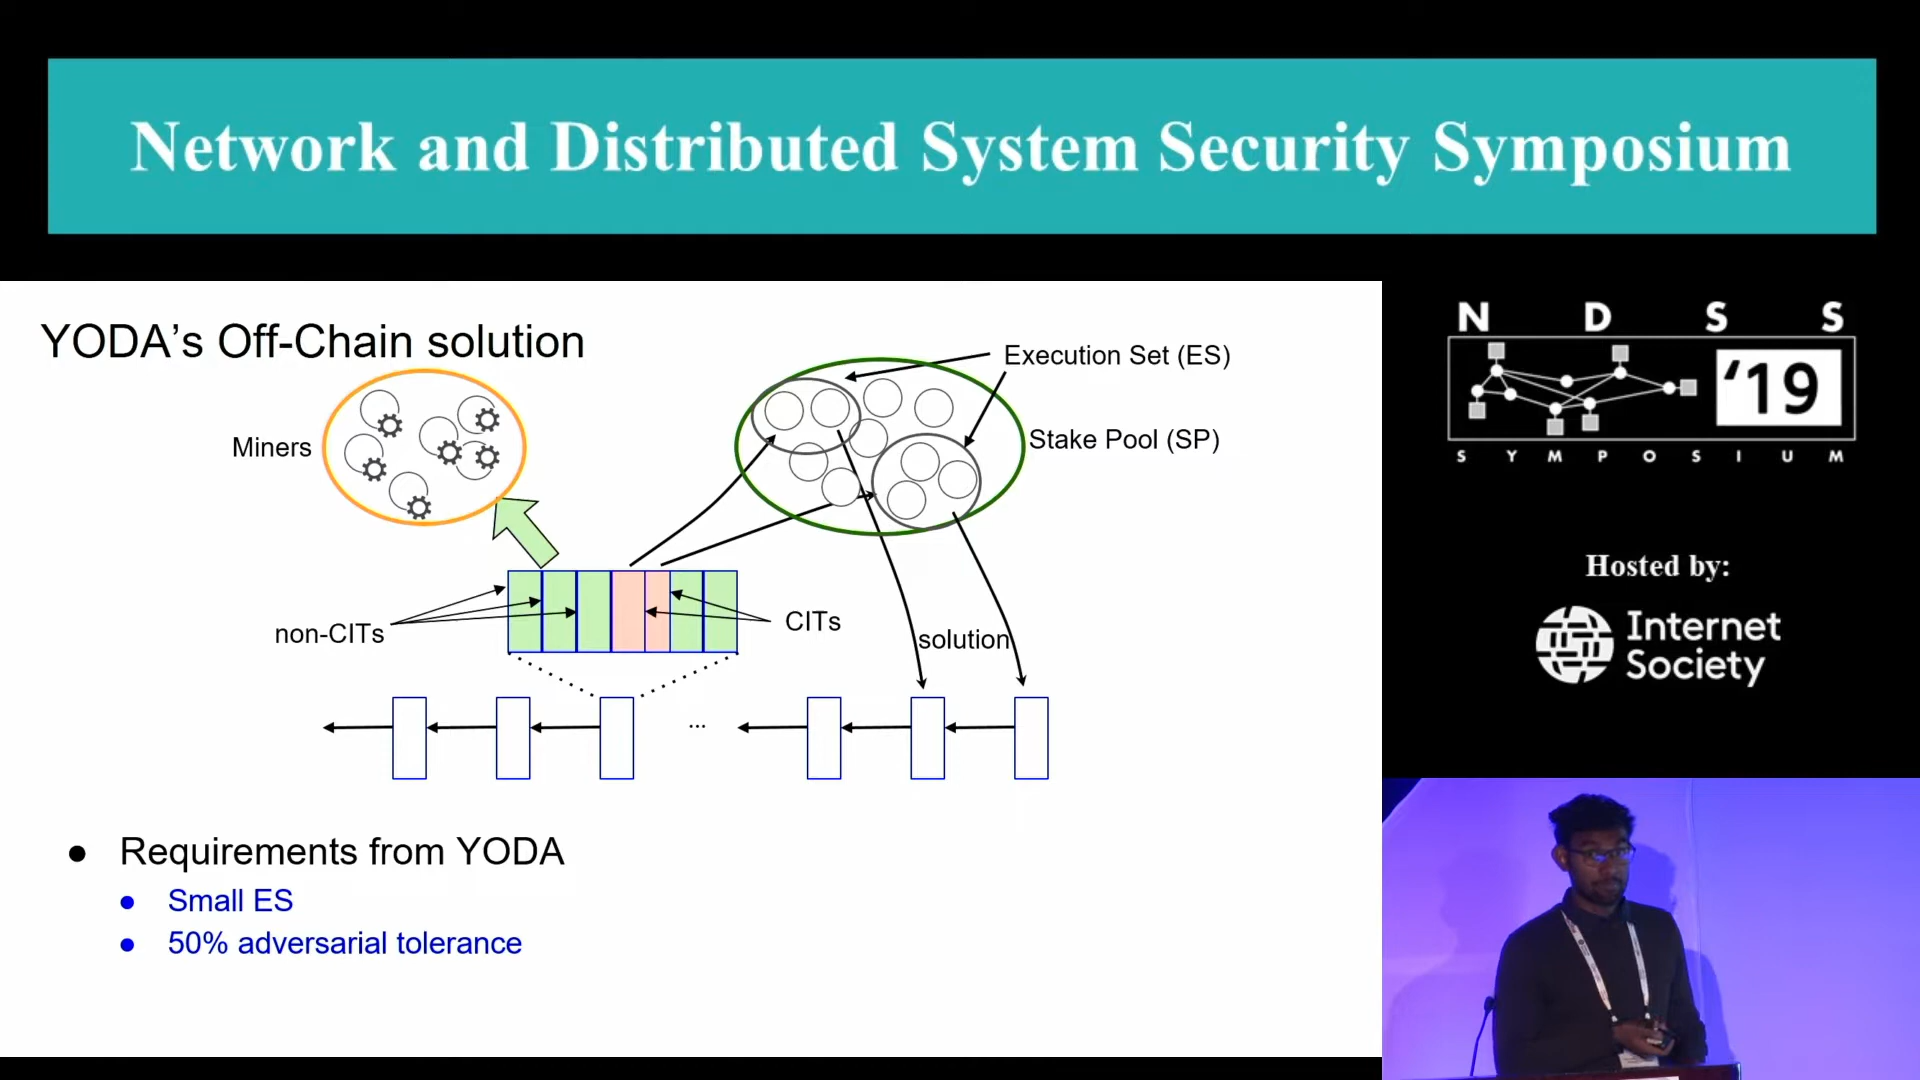 Network and Distributed System Security Symposium
YODA's Off-Chain solution
Execution Set (ES)
Miners
Stake Pool (SP)
non-CITs
CITs
solution
...
● Requirements from YODA
● Small ES
● 50% adversarial tolerance
N D S S
'19
S Y M P O S I U M
Hosted by:
Internet
Society